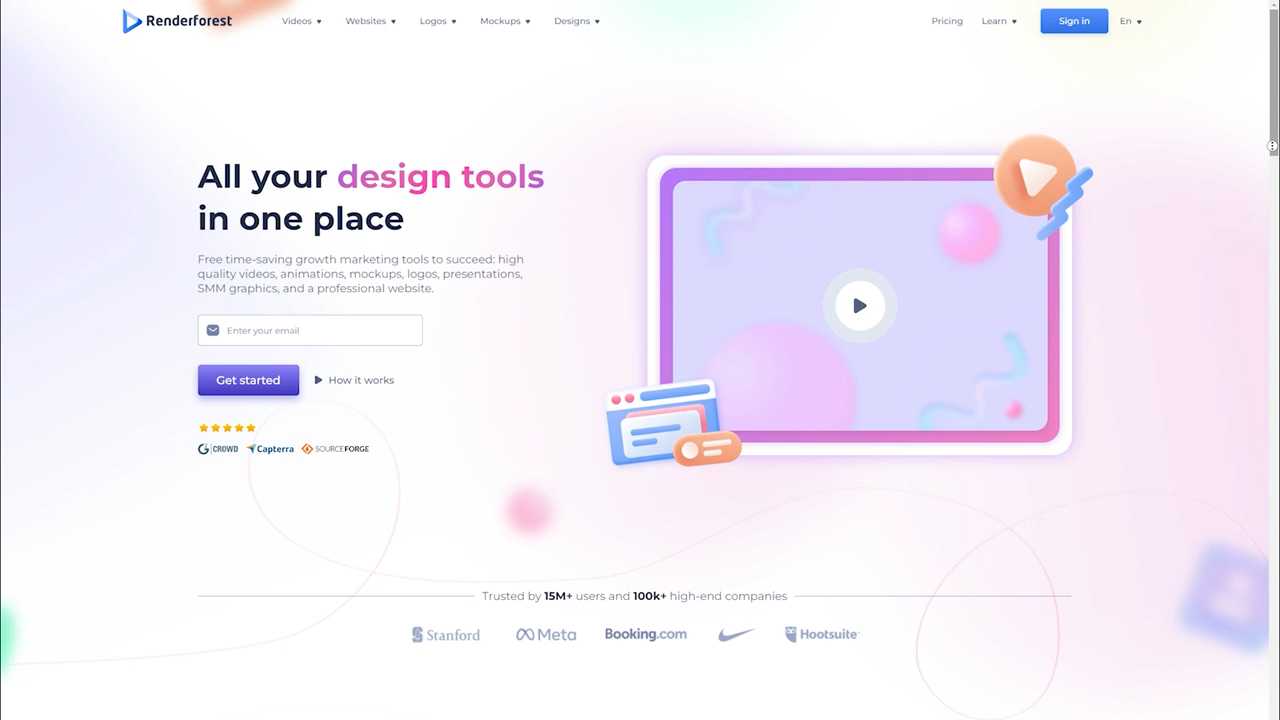 Renderforest Videos Websites Logos Mockups Designs Pricing Learn Sign in En
All your design tools
in one place
Free time-saving growth marketing tools to succeed: high
quality videos, animations, mockups, logos, presentations,
SMM graphics, and a professional website.
Enter your email
Get started How it works
G2 CROWD Capterra SOURCEFORGE
Trusted by 15M+ users and 100k+ high-end companies
Stanford Meta Booking.com Hootsuite